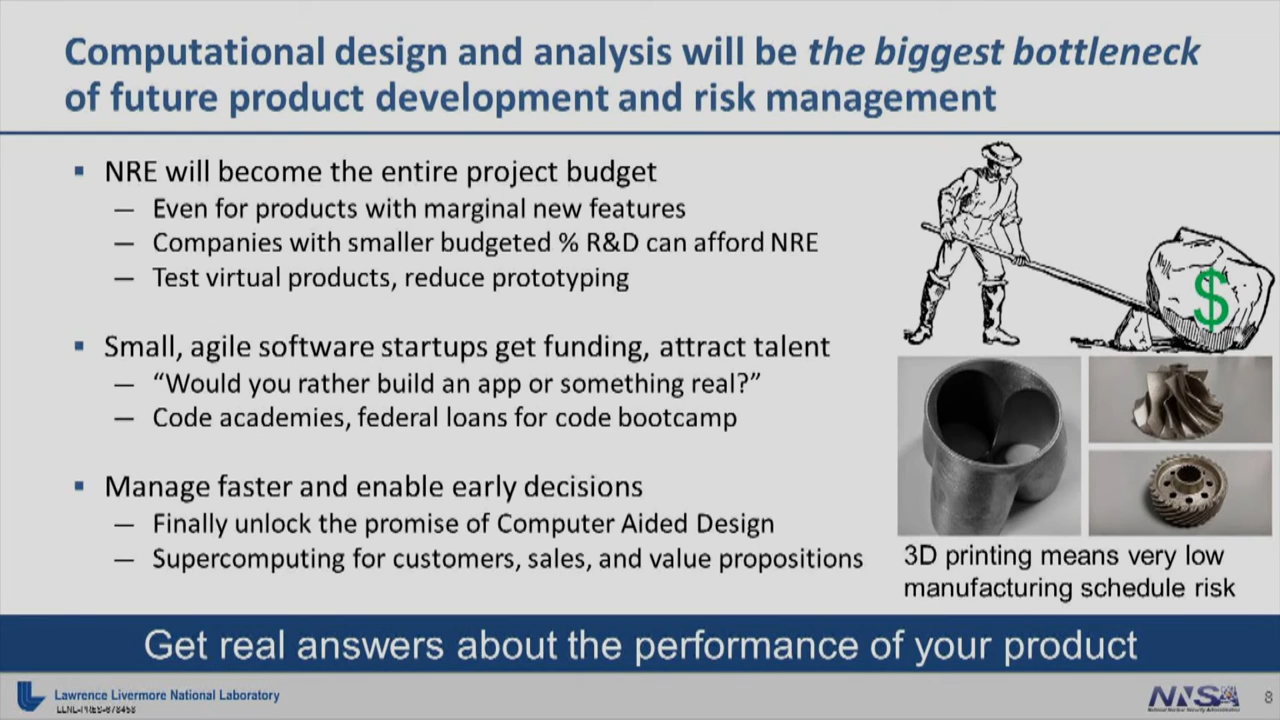 Computational design and analysis will be the biggest bottleneck
of future product development and risk management
▪ NRE will become the entire project budget
— Even for products with marginal new features
— Companies with smaller budgeted % R&D can afford NRE
— Test virtual products, reduce prototyping
▪ Small, agile software startups get funding, attract talent
— “Would you rather build an app or something real?”
— Code academies, federal loans for code bootcamp
▪ Manage faster and enable early decisions
— Finally unlock the promise of Computer Aided Design
— Supercomputing for customers, sales, and value propositions
$
3D printing means very low
manufacturing schedule risk
Get real answers about the performance of your product
Lawrence Livermore National Laboratory
NNSA
National Nuclear Security Administration
8